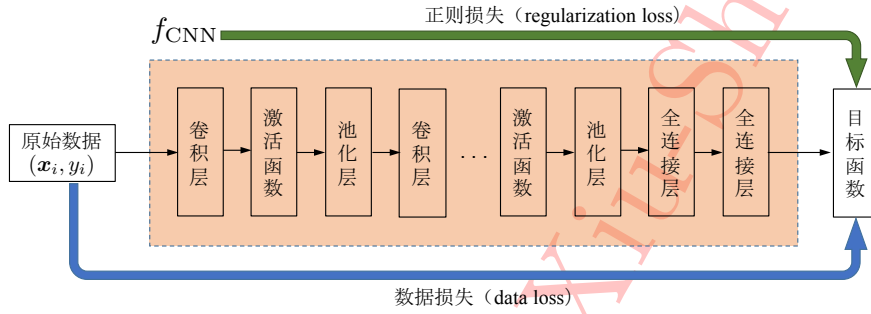 正则损失（regularization loss）
f_CNN
原始数据
(x_i, y_i)
卷积层
激活函数
池化层
卷积层
· · ·
激活函数
池化层
全连接层
全连接层
目标函数
数据损失（data loss）
Xiu-Sh